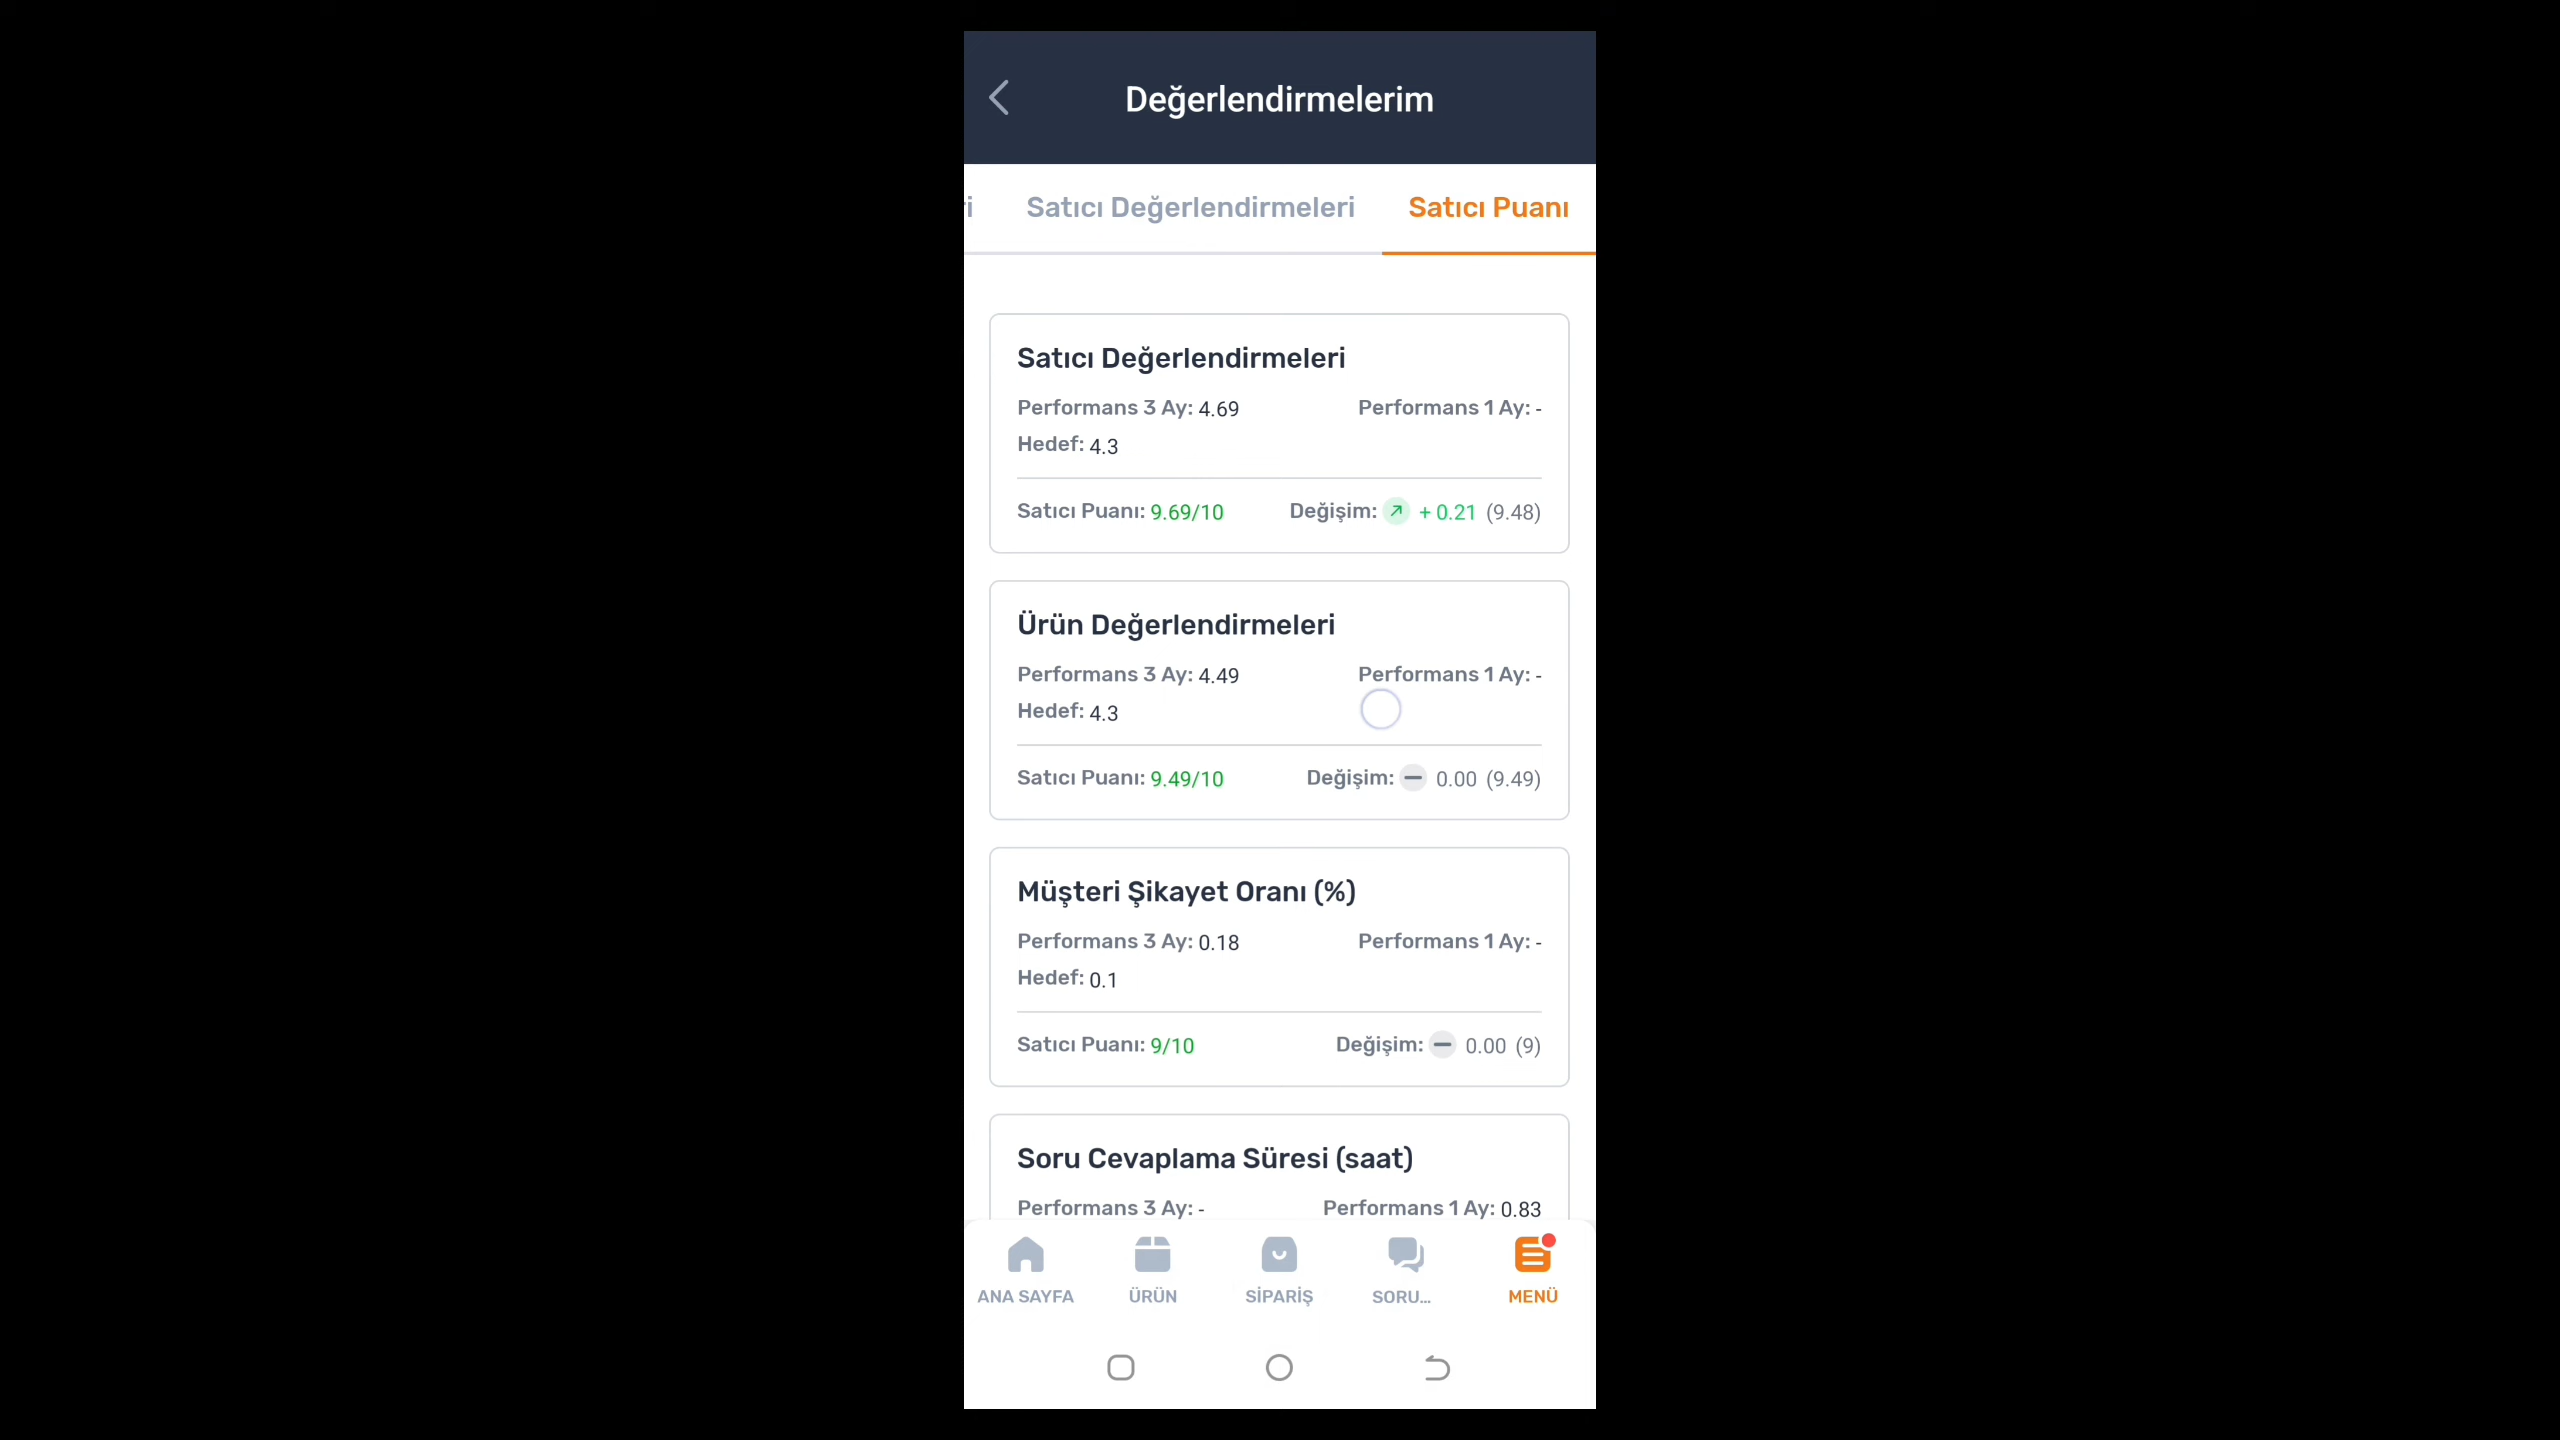 Değerlendirmelerim
ri Satıcı Değerlendirmeleri Satıcı Puanı
Satıcı Değerlendirmeleri
Performans 3 Ay: 4.69 Performans 1 Ay: -
Hedef: 4.3
Satıcı Puanı: 9.69/10 Değişim: + 0.21 (9.48)
Ürün Değerlendirmeleri
Performans 3 Ay: 4.49 Performans 1 Ay: -
Hedef: 4.3
Satıcı Puanı: 9.49/10 Değişim: 0.00 (9.49)
Müşteri Şikayet Oranı (%)
Performans 3 Ay: 0.18 Performans 1 Ay: -
Hedef: 0.1
Satıcı Puanı: 9/10 Değişim: 0.00 (9)
Soru Cevaplama Süresi (saat)
Performans 3 Ay: - Performans 1 Ay: 0.83
ANA SAYFA ÜRÜN SİPARİŞ SORU... MENÜ